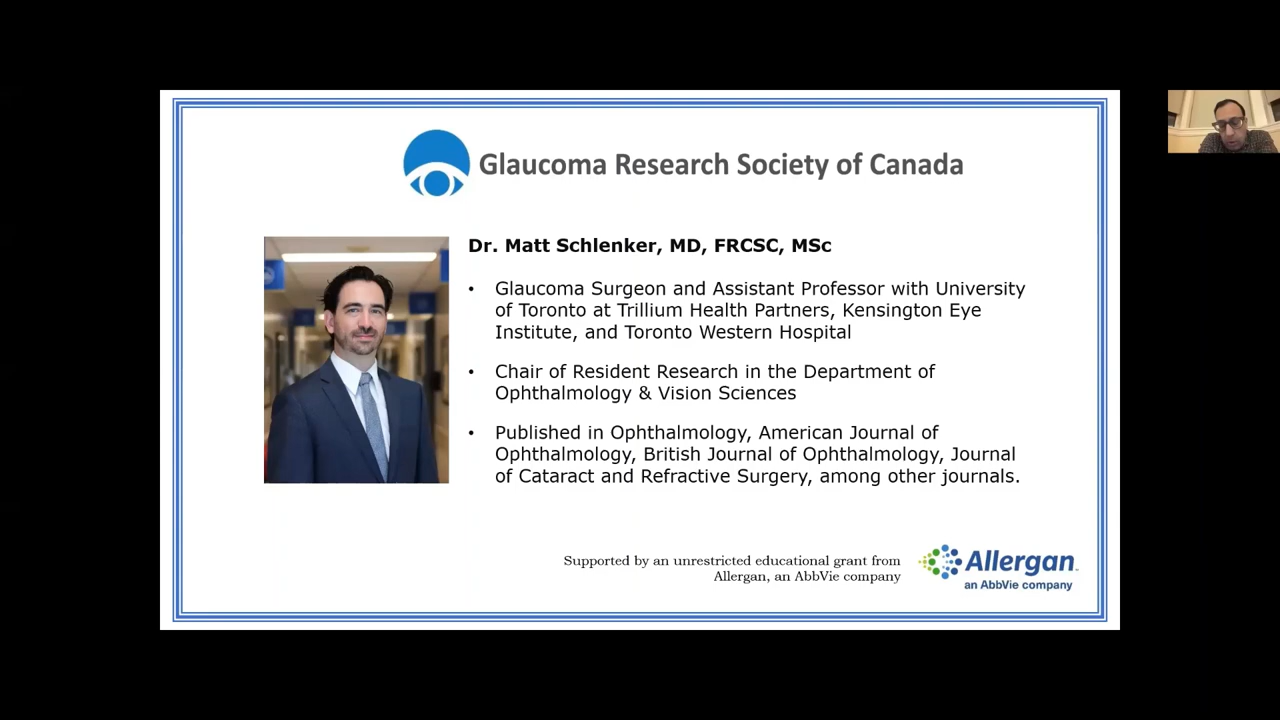 Glaucoma Research Society of Canada
Dr. Matt Schlenker, MD, FRCSC, MSc
• Glaucoma Surgeon and Assistant Professor with University
of Toronto at Trillium Health Partners, Kensington Eye
Institute, and Toronto Western Hospital
• Chair of Resident Research in the Department of
Ophthalmology & Vision Sciences
• Published in Ophthalmology, American Journal of
Ophthalmology, British Journal of Ophthalmology, Journal
of Cataract and Refractive Surgery, among other journals.
Supported by an unrestricted educational grant from
Allergan, an AbbVie company
Allergan
an AbbVie company